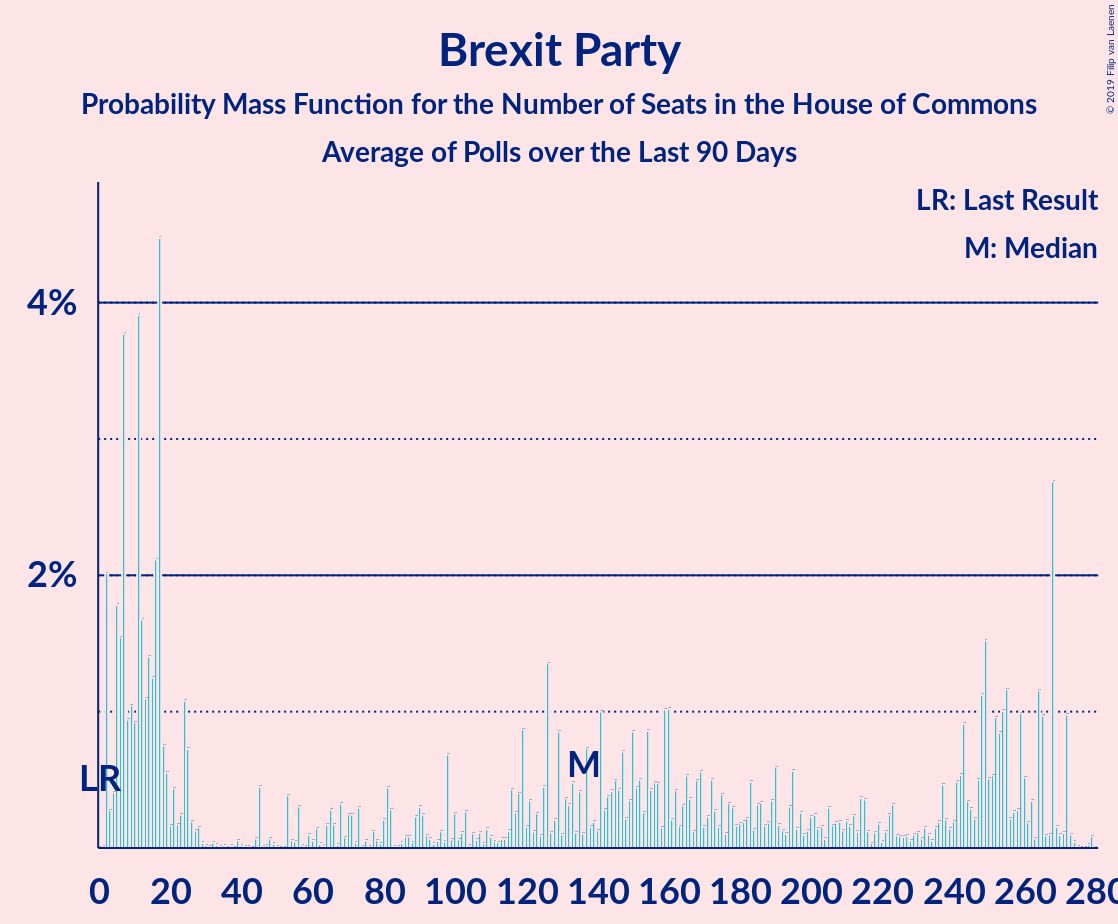 Brexit Party
Probability Mass Function for the Number of Seats in the House of Commons
Average of Polls over the Last 90 Days
© 2019 Filip van Laenen
LR: Last Result
M: Median
4%
2%
LR
M
0 20 40 60 80 100 120 140 160 180 200 220 240 260 280